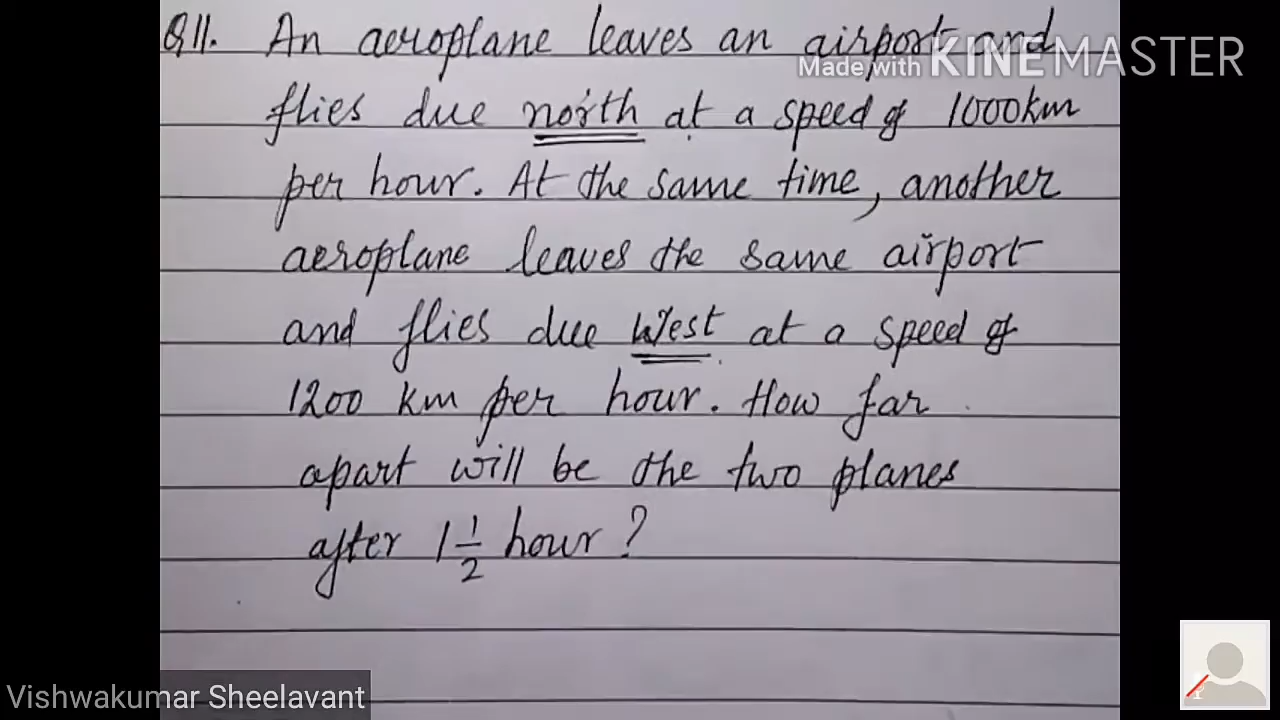 Q11. An aeroplane leaves an airport and
Made with KINEMASTER
flies due north at a speed of 1000km
per hour. At the same time, another
aeroplane leaves the same airport
and flies due West at a speed of
1200 km per hour. How far
apart will be the two planes
after 1 1/2 hour?
Vishwakumar Sheelavant